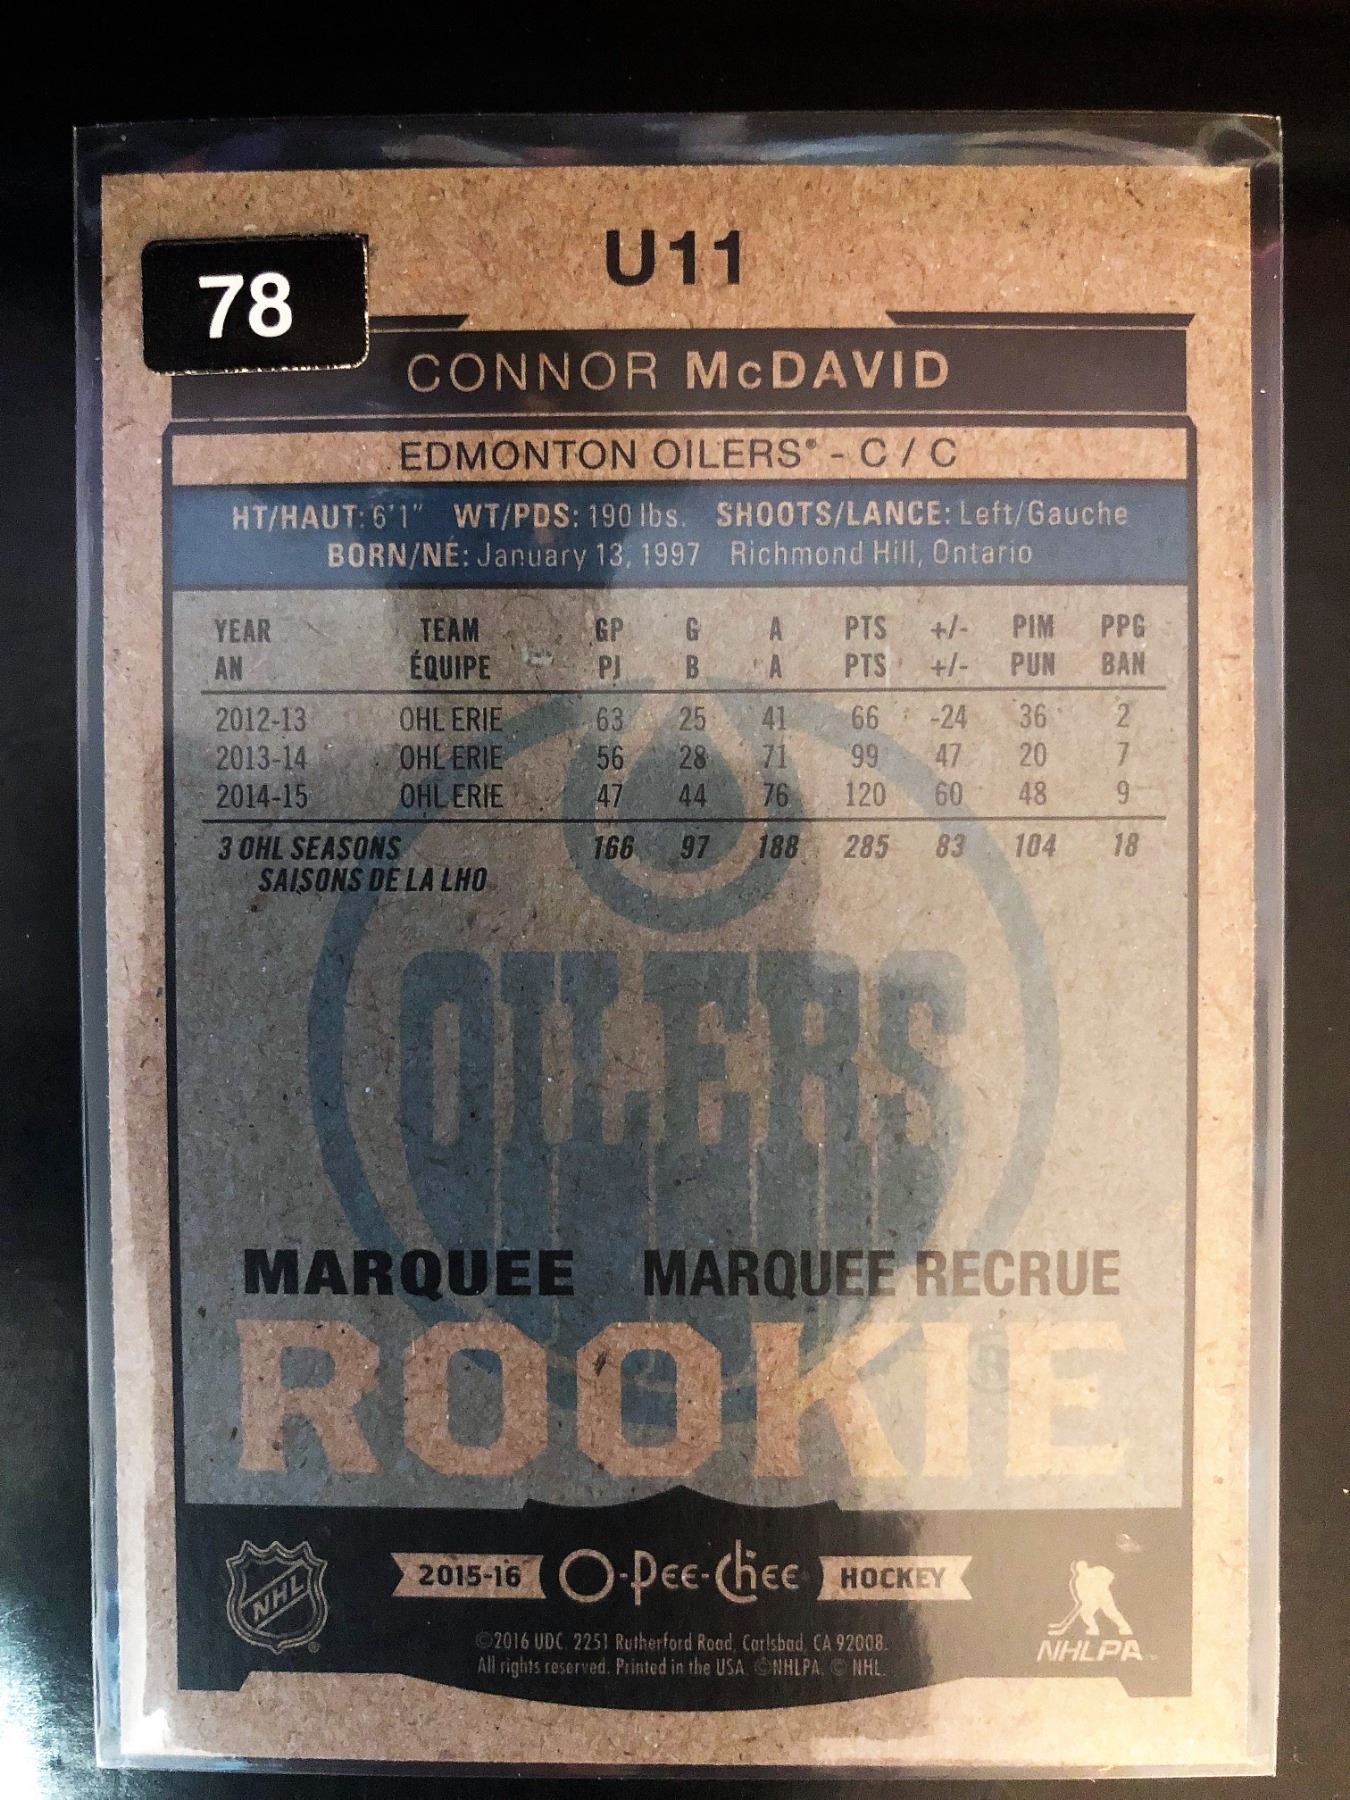 U11
78
CONNOR McDAVID
EDMONTON OILERS® - C / C
HT/HAUT: 6'1" WT/PDS: 190 lbs. SHOOTS/LANCE: Left/Gauche
BORN/NÉ: January 13, 1997 Richmond Hill, Ontario
YEAR TEAM GP G A PTS +/- PIM PPG
AN ÉQUIPE PJ B A PTS +/- PUN BAN
2012-13 OHL ERIE 63 25 41 66 -24 36 2
2013-14 OHL ERIE 56 28 71 99 47 20 7
2014-15 OHL ERIE 47 44 76 120 60 48 9
3 OHL SEASONS 166 97 188 285 83 104 18
SAISONS DE LA LHO
OILERS
MARQUEE MARQUEE RECRUE
ROOKIE
NHL®
2015-16 O-Pee-Chee HOCKEY
NHLPA™
©2016 UDC. 2251 Rutherford Road, Carlsbad, CA 92008.
All rights reserved. Printed in the USA. ©NHLPA. © NHL.